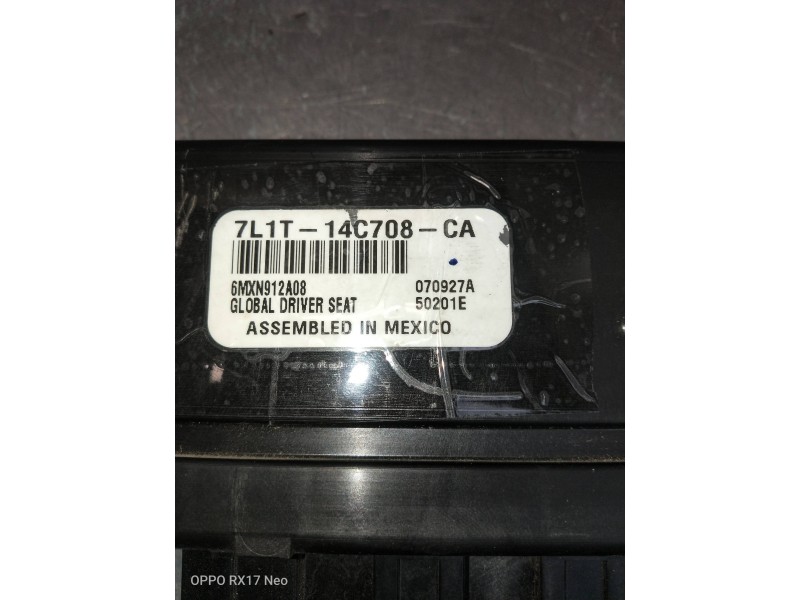 7L1T-14C708-CA
6MXN912A08 070927A
GLOBAL DRIVER SEAT 50201E
ASSEMBLED IN MEXICO
OPPO RX17 Neo